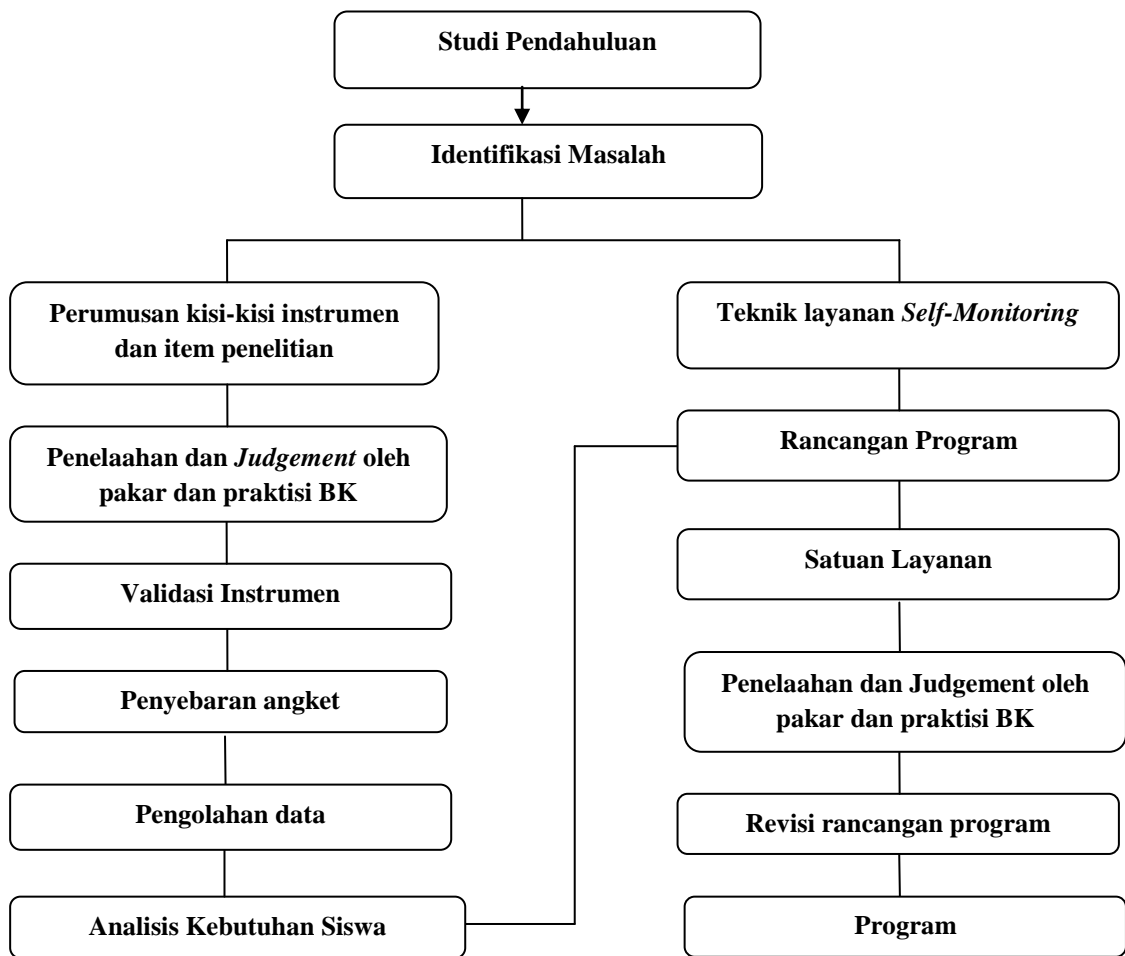 Studi Pendahuluan
Identifikasi Masalah
Perumusan kisi-kisi instrumen
dan item penelitian
Penelaahan dan Judgement oleh
pakar dan praktisi BK
Validasi Instrumen
Penyebaran angket
Pengolahan data
Analisis Kebutuhan Siswa
Teknik layanan Self-Monitoring
Rancangan Program
Satuan Layanan
Penelaahan dan Judgement oleh
pakar dan praktisi BK
Revisi rancangan program
Program